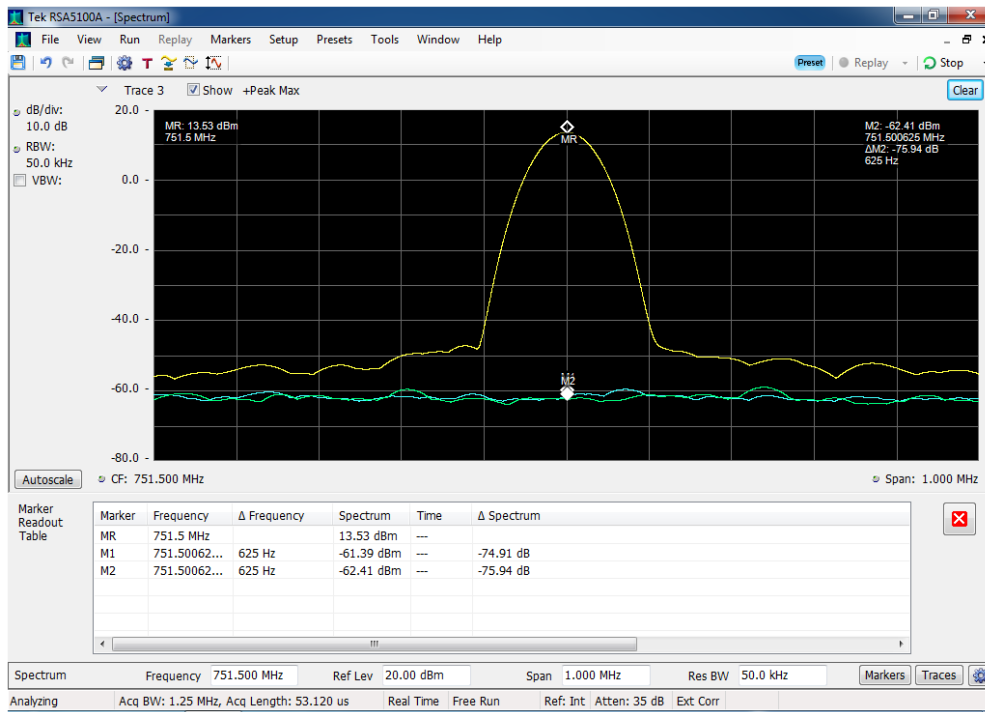 Tek RSA5100A - [Spectrum]
File View Run Replay Markers Setup Presets Tools Window Help
T Preset Replay Stop
Trace 3 Show +Peak Max Clear
dB/div:
10.0 dB
RBW:
50.0 kHz
VBW:
20.0
0.0
-20.0
-40.0
-60.0
-80.0
MR: 13.53 dBm
751.5 MHz
MR
M2: -62.41 dBm
751.500625 MHz
ΔM2: -75.94 dB
625 Hz
M2
Autoscale CF: 751.500 MHz Span: 1.000 MHz
Marker
Readout
Table
Marker Frequency Δ Frequency Spectrum Time Δ Spectrum
MR 751.5 MHz 13.53 dBm ---
M1 751.50062... 625 Hz -61.39 dBm --- -74.91 dB
M2 751.50062... 625 Hz -62.41 dBm --- -75.94 dB
Spectrum Frequency 751.500 MHz Ref Lev 20.00 dBm Span 1.000 MHz Res BW 50.0 kHz Markers Traces
Analyzing Acq BW: 1.25 MHz, Acq Length: 53.120 us Real Time Free Run Ref: Int Atten: 35 dB Ext Corr